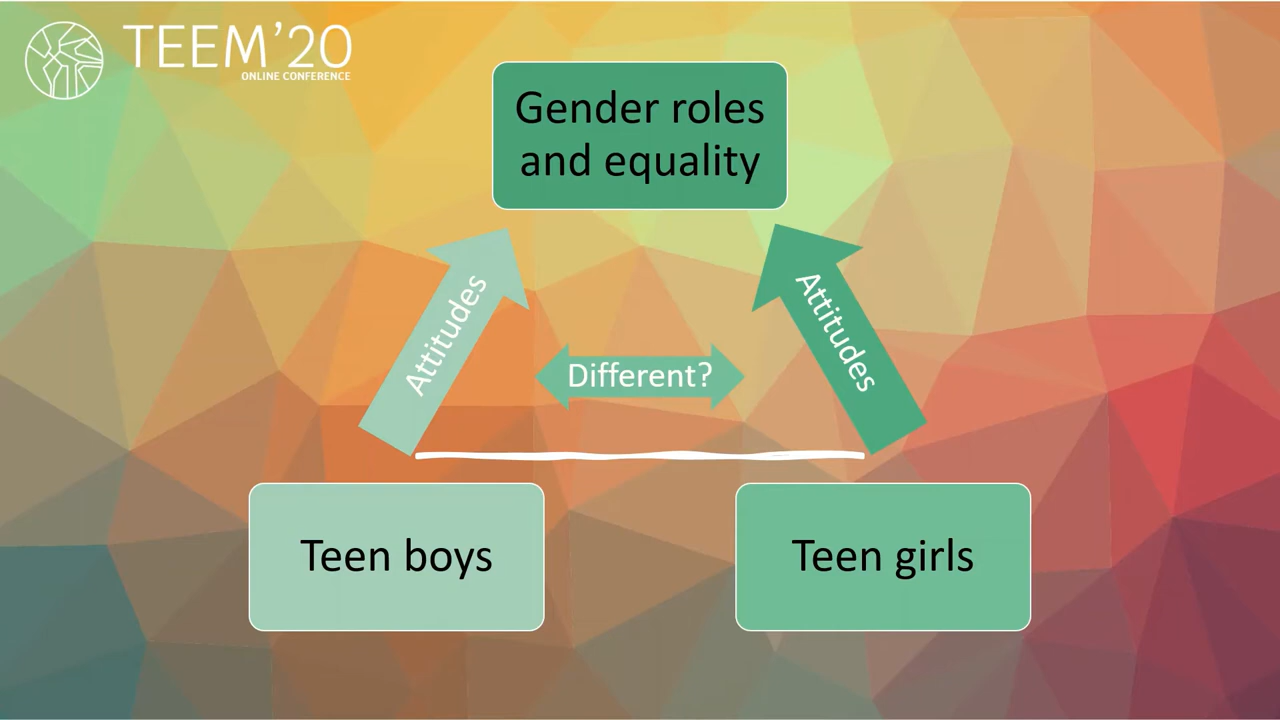 TEEM'20
ONLINE CONFERENCE
Gender roles
and equality
Attitudes
Attitudes
Different?
Teen boys
Teen girls